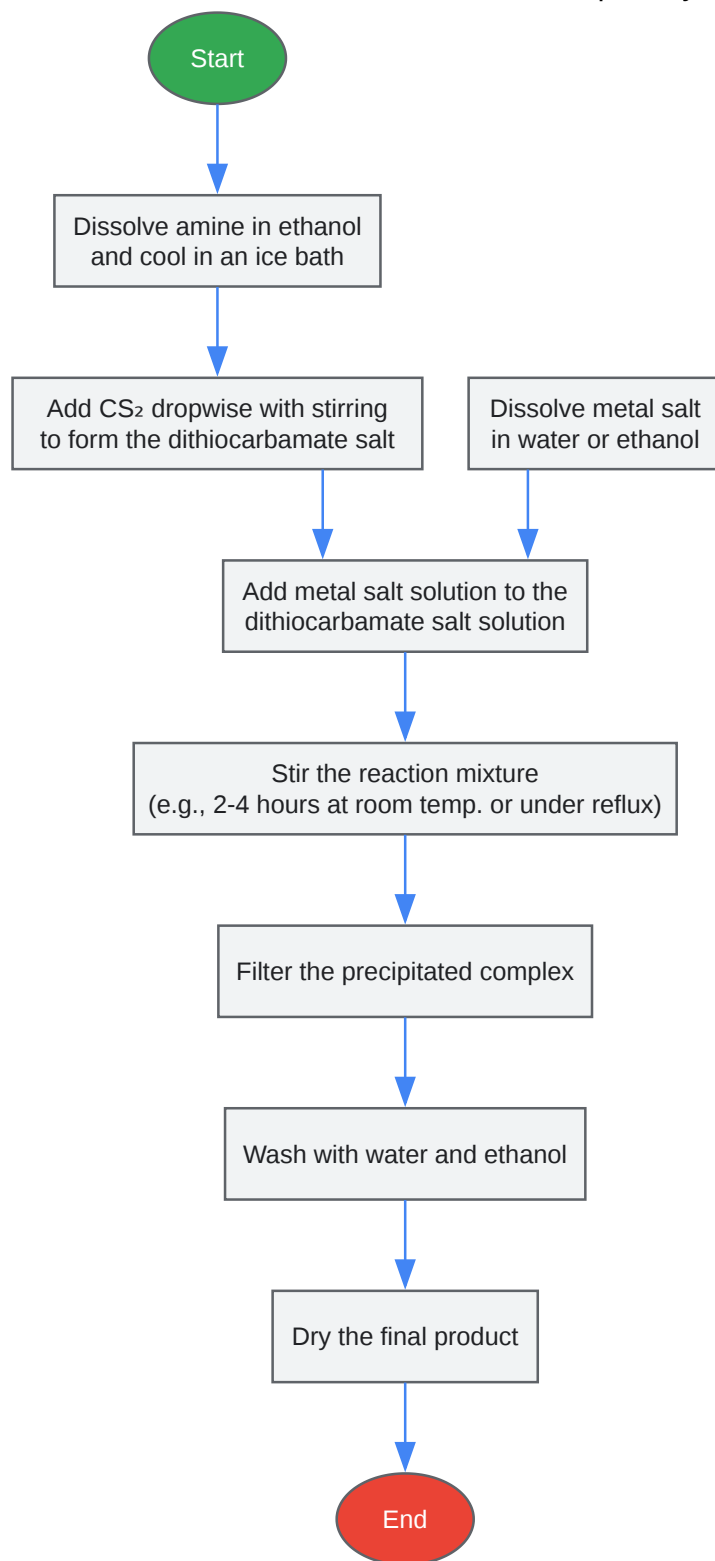 Start
Dissolve amine in ethanol
and cool in an ice bath
Add CS₂ dropwise with stirring
to form the dithiocarbamate salt
Dissolve metal salt
in water or ethanol
Add metal salt solution to the
dithiocarbamate salt solution
Stir the reaction mixture
(e.g., 2-4 hours at room temp. or under reflux)
Filter the precipitated complex
Wash with water and ethanol
Dry the final product
End